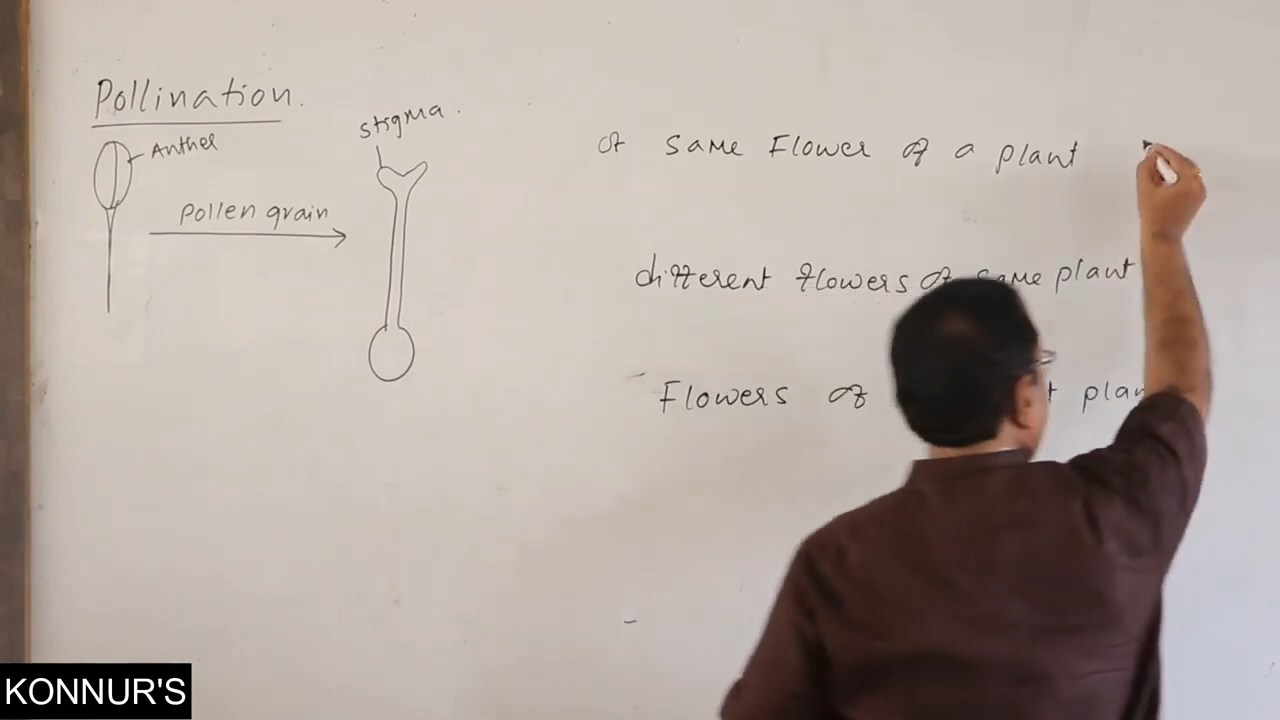 Pollination.
Anther
stigma.
pollen grain
of same Flower of a plant
different flowers of same plant
Flowers of
KONNUR'S